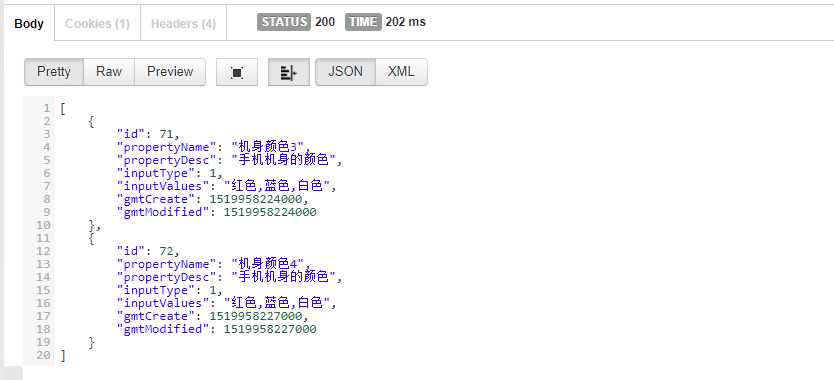 Body Cookies (1) Headers (4) STATUS 200 TIME 202 ms
Pretty Raw Preview JSON XML
1 [
2 {
3 "id": 71,
4 "propertyName": "机身颜色3",
5 "propertyDesc": "手机机身的颜色",
6 "inputType": 1,
7 "inputValues": "红色,蓝色,白色",
8 "gmtCreate": 1519958224000,
9 "gmtModified": 1519958224000
10 },
11 {
12 "id": 72,
13 "propertyName": "机身颜色4",
14 "propertyDesc": "手机机身的颜色",
15 "inputType": 1,
16 "inputValues": "红色,蓝色,白色",
17 "gmtCreate": 1519958227000,
18 "gmtModified": 1519958227000
19 }
20 ]